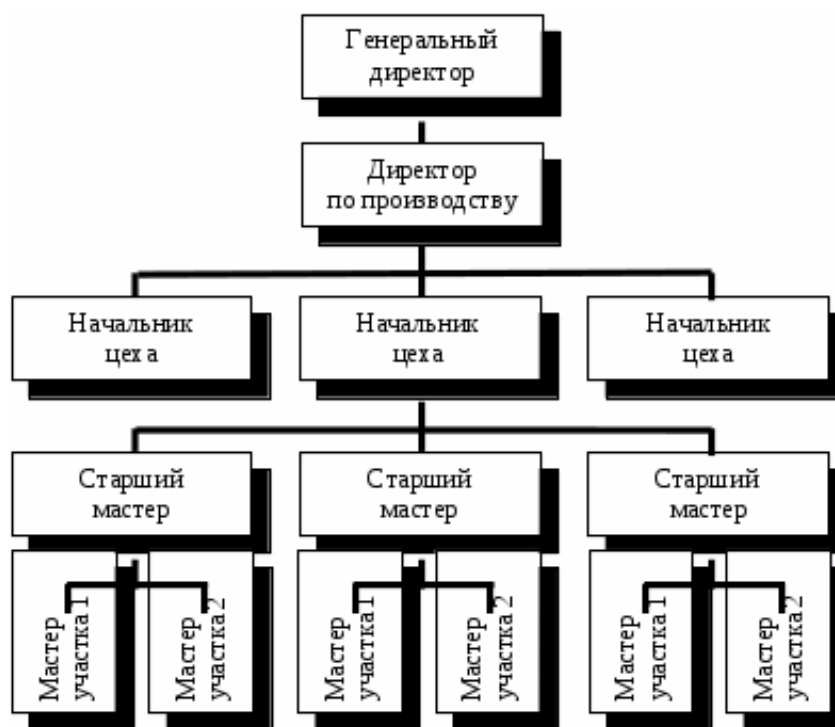 Генеральный
директор
Директор
по производству
Начальник
цеха
Начальник
цеха
Начальник
цеха
Старший
мастер
Старший
мастер
Старший
мастер
Мастер
участка 1
Мастер
участка 2
Мастер
участка 1
Мастер
участка 2
Мастер
участка 1
Мастер
участка 2